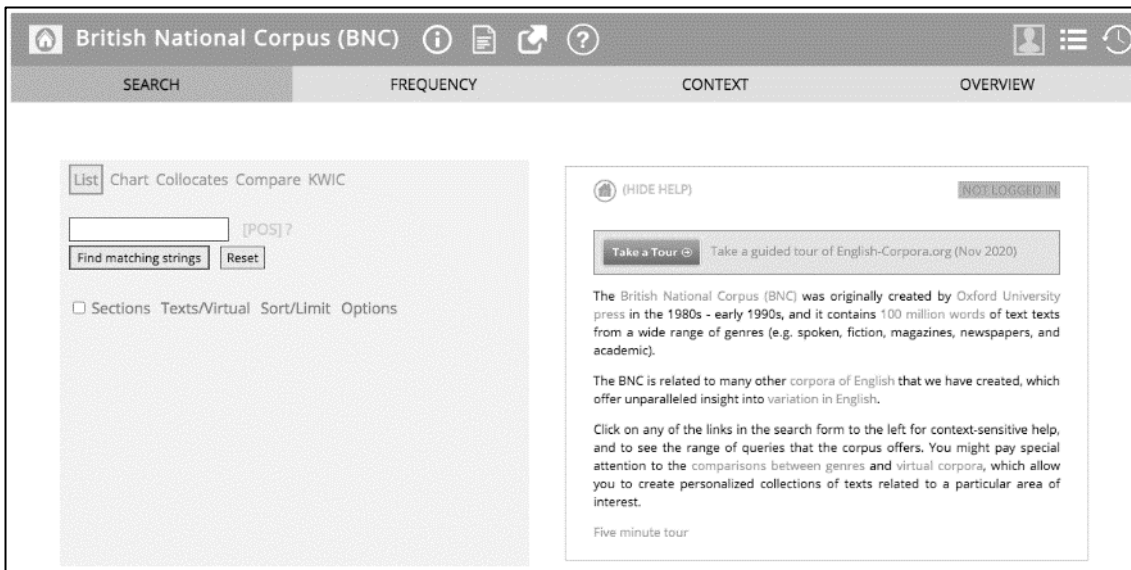 British National Corpus (BNC)
SEARCH FREQUENCY CONTEXT OVERVIEW
List Chart Collocates Compare KWIC
[POS] ?
Find matching strings Reset
Sections Texts/Virtual Sort/Limit Options
(HIDE HELP) NOT LOGGED IN
Take a Tour Take a guided tour of English-Corpora.org (Nov 2020)
The British National Corpus (BNC) was originally created by Oxford University
press in the 1980s - early 1990s, and it contains 100 million words of text texts
from a wide range of genres (e.g. spoken, fiction, magazines, newspapers, and
academic).
The BNC is related to many other corpora of English that we have created, which
offer unparalleled insight into variation in English.
Click on any of the links in the search form to the left for context-sensitive help,
and to see the range of queries that the corpus offers. You might pay special
attention to the comparisons between genres and virtual corpora, which allow
you to create personalized collections of texts related to a particular area of
interest.
Five minute tour